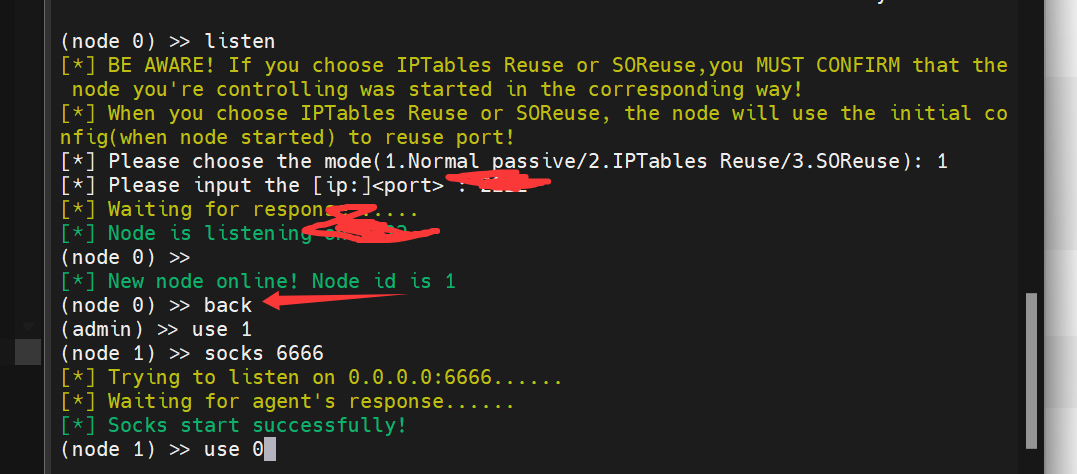 (node 0) >> listen
[*] BE AWARE! If you choose IPTables Reuse or SOReuse,you MUST CONFIRM that the
node you're controlling was started in the corresponding way!
[*] When you choose IPTables Reuse or SOReuse, the node will use the initial co
nfig(when node started) to reuse port!
[*] Please choose the mode(1.Normal passive/2.IPTables Reuse/3.SOReuse): 1
[*] Please input the [ip:]<port> :
[*] Waiting for response......
[*] Node is listening on
(node 0) >>
[*] New node online! Node id is 1
(node 0) >> back
(admin) >> use 1
(node 1) >> socks 6666
[*] Trying to listen on 0.0.0.0:6666......
[*] Waiting for agent's response......
[*] Socks start successfully!
(node 1) >> use 0